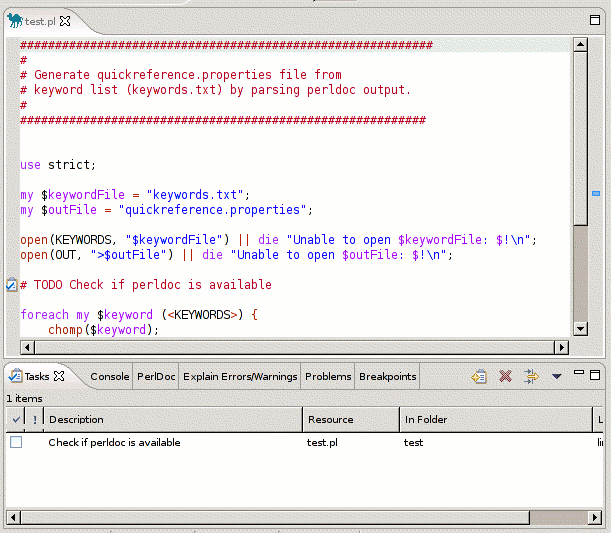 test.pl
###########################################################
#
# Generate quickreference.properties file from
# keyword list (keywords.txt) by parsing perldoc output.
#
##########################################################
use strict;
my $keywordFile = "keywords.txt";
my $outFile = "quickreference.properties";
open(KEYWORDS, "$keywordFile") || die "Unable to open $keywordFile: $!\n";
open(OUT, ">$outFile") || die "Unable to open $outFile: $!\n";
# TODO Check if perldoc is available
foreach my $keyword (<KEYWORDS>) {
    chomp($keyword);
Tasks Console PerlDoc Explain Errors/Warnings Problems Breakpoints
1 items
! Description Resource In Folder L
Check if perldoc is available test.pl test li